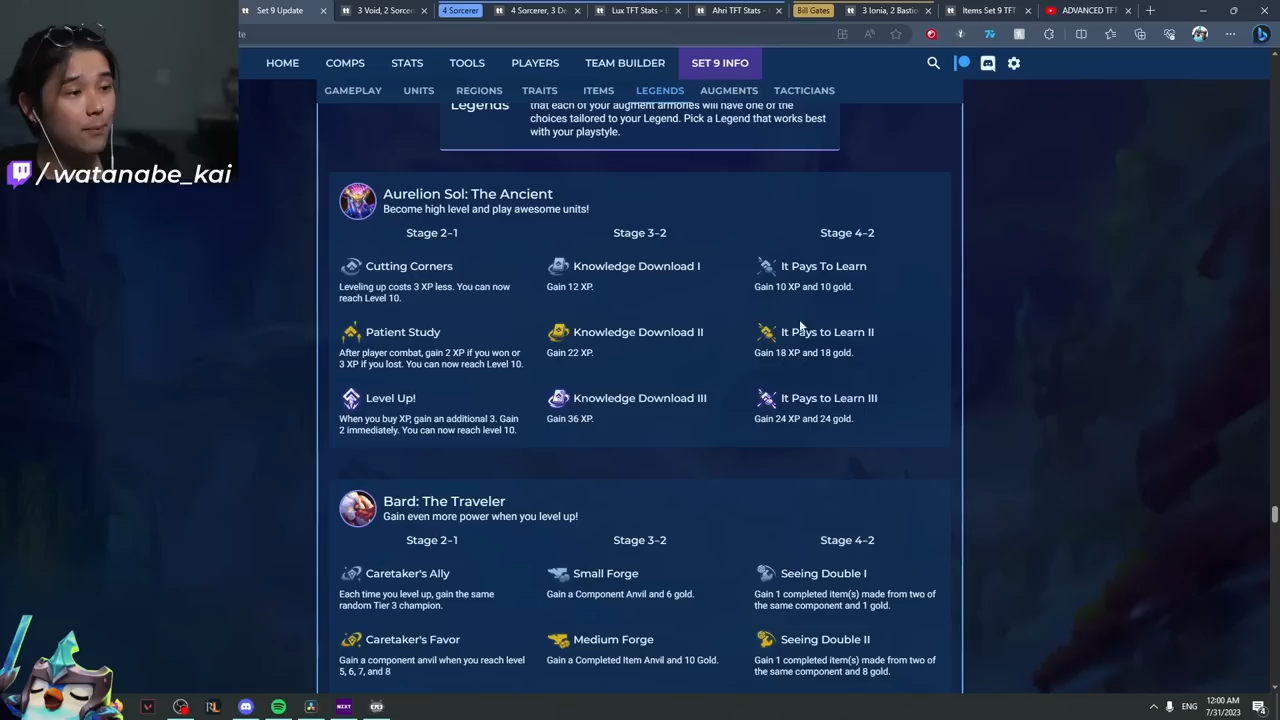 Set 9 Update
3 Void, 2 Sorcer
4 Sorcerer
4 Sorcerer, 3 De
Lux TFT Stats - I
Ahri TFT Stats -
Bill Gates
3 Ionia, 2 Bastio
Items Set 9 TFT
ADVANCED TFT
HOME
COMPS
STATS
TOOLS
PLAYERS
TEAM BUILDER
SET 9 INFO
GAMEPLAY
UNITS
REGIONS
TRAITS
ITEMS
LEGENDS
AUGMENTS
TACTICIANS
Legends
that each of your augment armories will have one of the
choices tailored to your Legend. Pick a Legend that works best
with your playstyle.
/watanabe_kai
Aurelion Sol: The Ancient
Become high level and play awesome units!
Stage 2-1
Stage 3-2
Stage 4-2
Cutting Corners
Leveling up costs 3 XP less. You can now
reach Level 10.
Knowledge Download I
Gain 12 XP.
It Pays To Learn
Gain 10 XP and 10 gold.
Patient Study
After player combat, gain 2 XP if you won or
3 XP if you lost. You can now reach Level 10.
Knowledge Download II
Gain 22 XP.
It Pays to Learn II
Gain 18 XP and 18 gold.
Level Up!
When you buy XP, gain an additional 3. Gain
2 immediately. You can now reach level 10.
Knowledge Download III
Gain 36 XP.
It Pays to Learn III
Gain 24 XP and 24 gold.
Bard: The Traveler
Gain even more power when you level up!
Stage 2-1
Stage 3-2
Stage 4-2
Caretaker's Ally
Each time you level up, gain the same
random Tier 3 champion.
Small Forge
Gain a Component Anvil and 6 gold.
Seeing Double I
Gain 1 completed item(s) made from two of
the same component and 1 gold.
Caretaker's Favor
Gain a component anvil when you reach level
5, 6, 7, and 8
Medium Forge
Gain a Completed Item Anvil and 10 Gold.
Seeing Double II
Gain 1 completed item(s) made from two of
the same component and 8 gold.
ENG
12:00 AM
7/31/2023